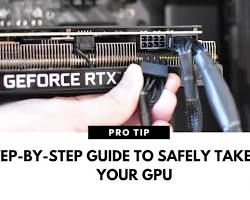 GEFORCE RTX
PRO TIP
EP-BY-STEP GUIDE TO SAFELY TAKE
YOUR GPU